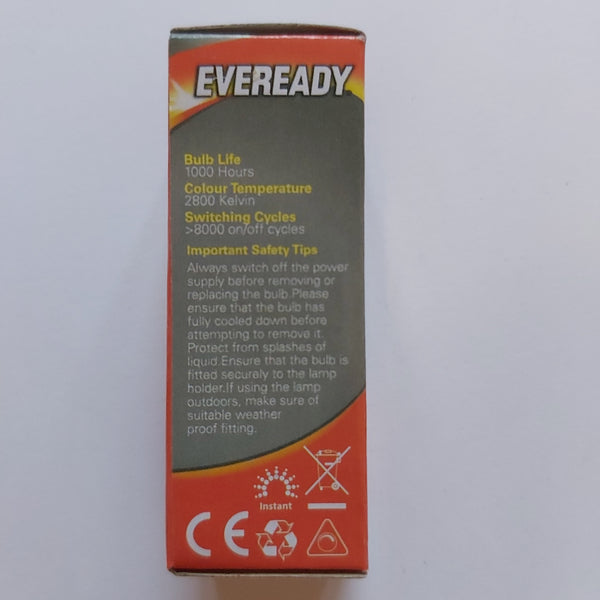 EVEREADY
Bulb Life
1000 Hours
Colour Temperature
2800 Kelvin
Switching Cycles
>8000 on/off cycles
Important Safety Tips
Always switch off the power
supply before removing or
replacing the bulb.Please
ensure that the bulb has
fully cooled down before
attempting to remove it.
Protect from splashes of
liquid.Ensure that the bulb is
fitted securely to the lamp
holder.If using the lamp
outdoors, make sure of
suitable weather
proof fitting.
Instant
CE